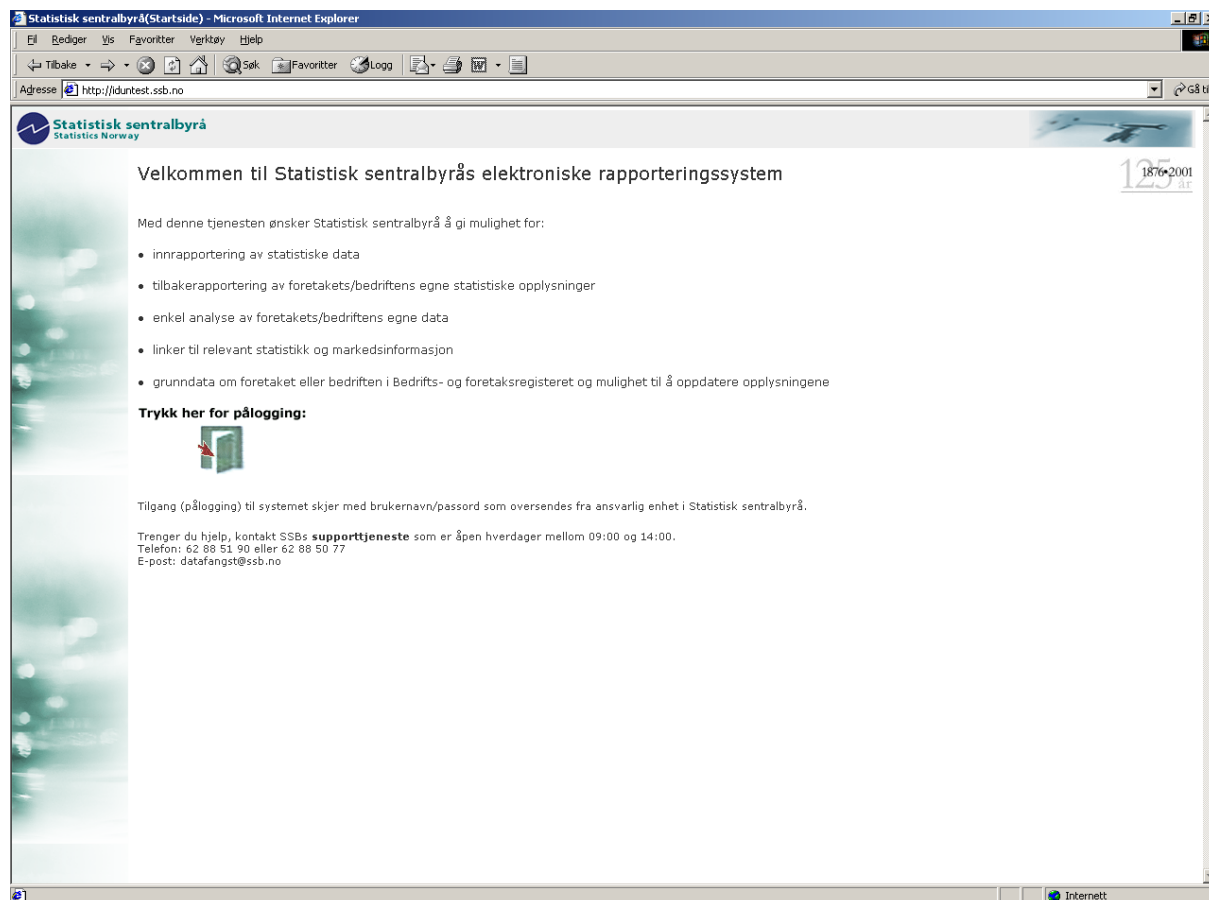 Statistisk sentralbyrå(Startside) - Microsoft Internet Explorer
Fil Rediger Vis Favoritter Verktøy Hjelp
Tilbake Søk Favoritter Logg
Adresse http://iduntest.ssb.no Gå til
Statistisk sentralbyrå
Statistics Norway
125 år
1876•2001
Velkommen til Statistisk sentralbyrås elektroniske rapporteringssystem
Med denne tjenesten ønsker Statistisk sentralbyrå å gi mulighet for:
• innrapportering av statistiske data
• tilbakerapportering av foretakets/bedriftens egne statistiske opplysninger
• enkel analyse av foretakets/bedriftens egne data
• linker til relevant statistikk og markedsinformasjon
• grunndata om foretaket eller bedriften i Bedrifts- og foretaksregisteret og mulighet til å oppdatere opplysningene
Trykk her for pålogging:
Tilgang (pålogging) til systemet skjer med brukernavn/passord som oversendes fra ansvarlig enhet i Statistisk sentralbyrå.
Trenger du hjelp, kontakt SSBs supporttjeneste som er åpen hverdager mellom 09:00 og 14:00.
Telefon: 62 88 51 90 eller 62 88 50 77
E-post: datafangst@ssb.no
Internett